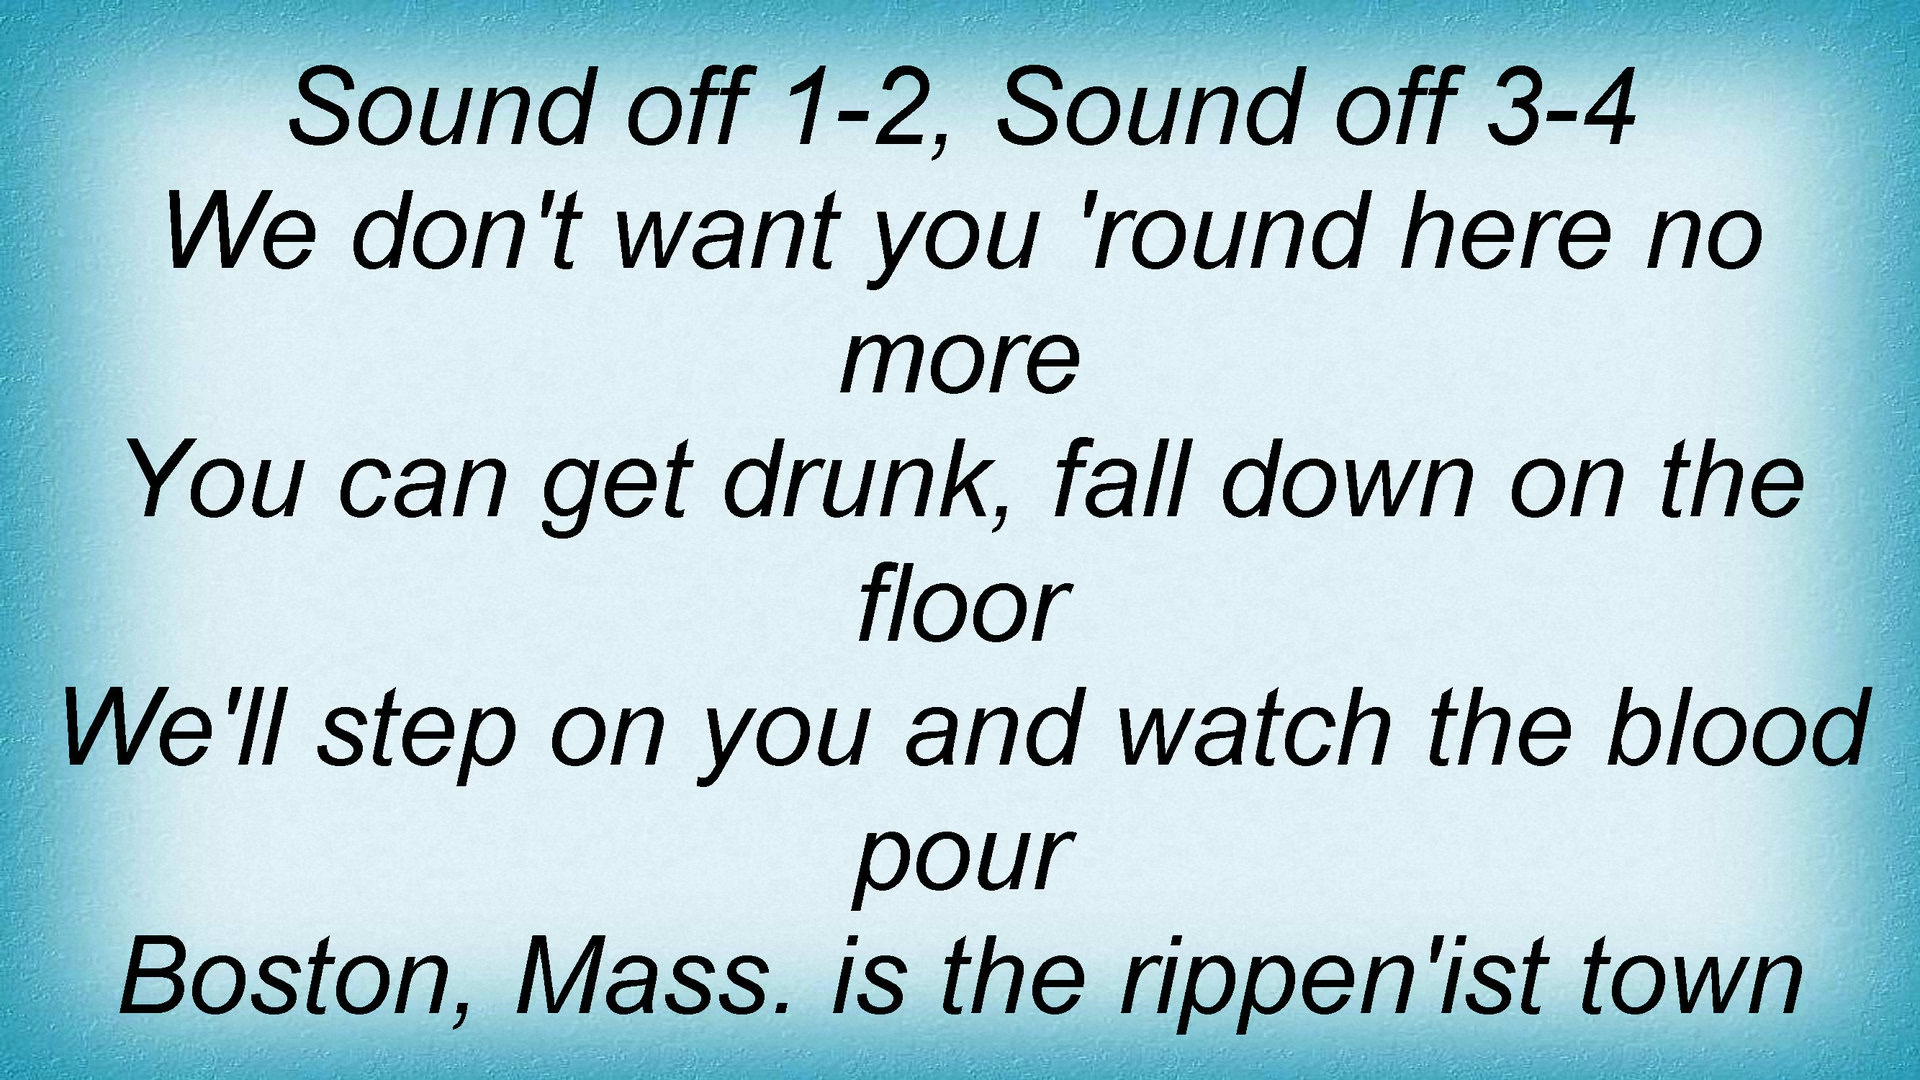 Sound off 1-2, Sound off 3-4
We don't want you 'round here no
more
You can get drunk, fall down on the
floor
We'll step on you and watch the blood
pour
Boston, Mass. is the rippen'ist town